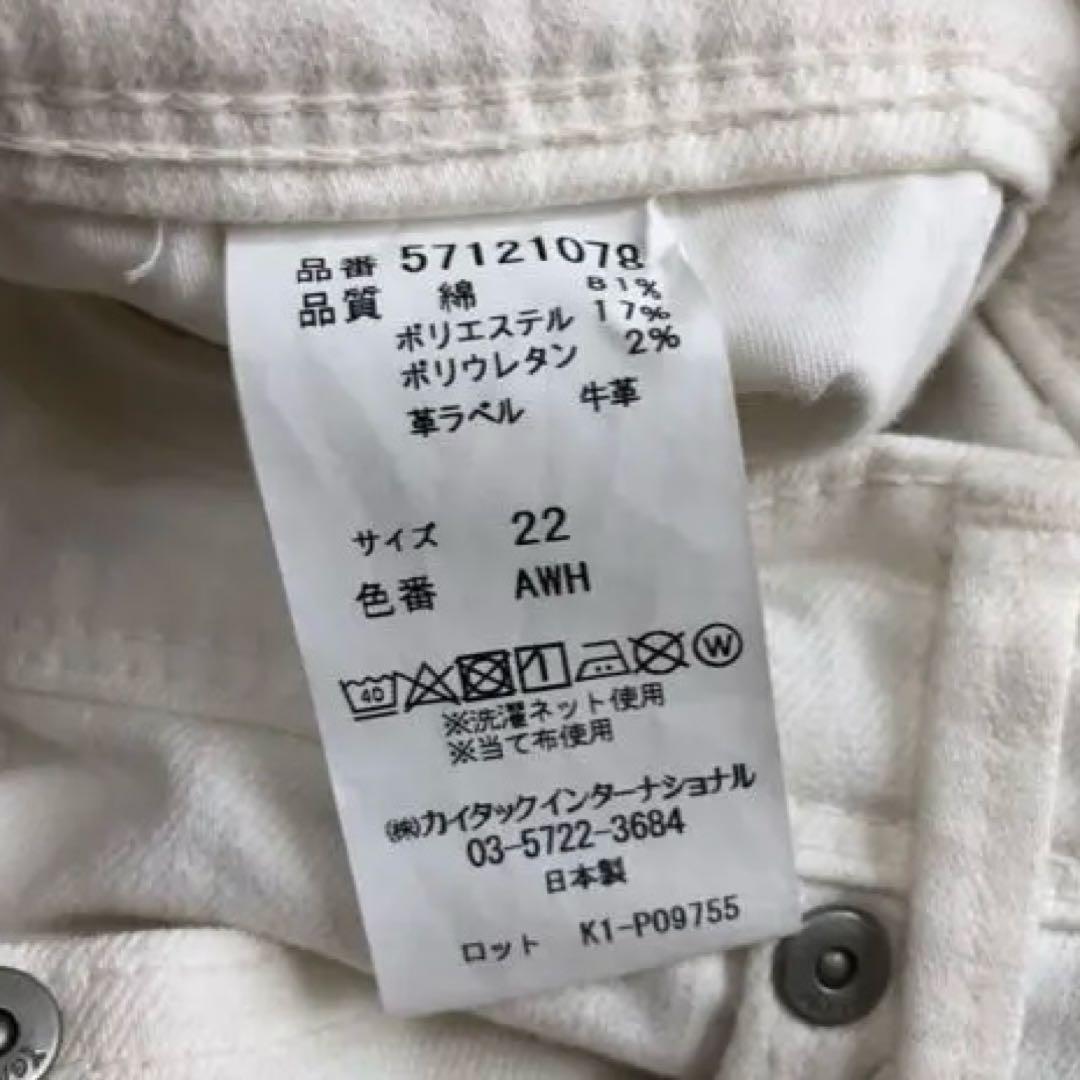 品番 57121078
品質 綿 81%
ポリエステル 17%
ポリウレタン 2%
革ラベル 牛革
サイズ 22
色番 AWH
40 W
※洗濯ネット使用
※当て布使用
㈱カイタックインターナショナル
03-5722-3684
日本製
ロット K1-P09755